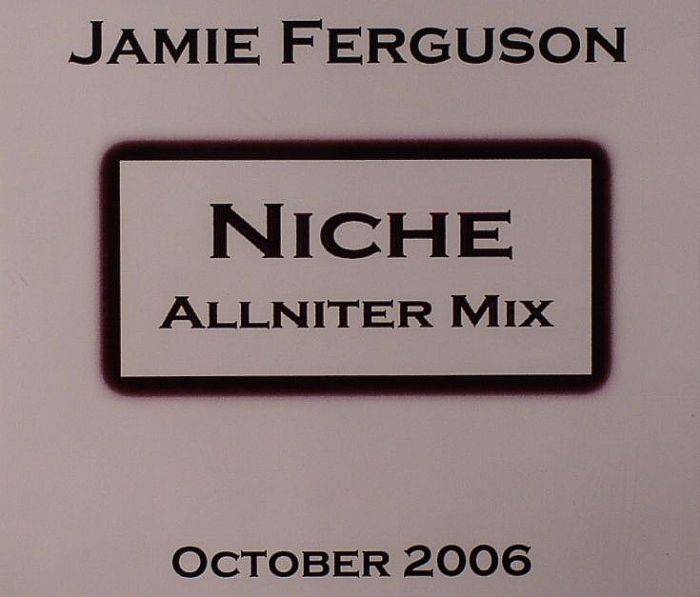 JAMIE FERGUSON
NICHE
ALLNITER MIX
OCTOBER 2006